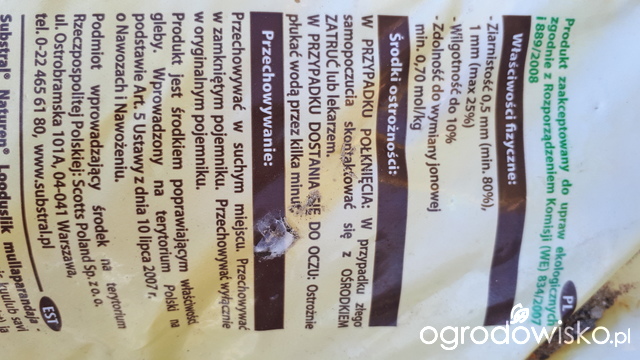 PL
Produkt zaakceptowany do upraw ekologicznych
zgodnie z Rozporządzeniem Komisji (WE) 834/2007
i 889/2008
Właściwości fizyczne:
- Ziarnistość 0,5 mm (min. 80%),
1 mm (max 25%)
- Wilgotność do 10%
- Zdolność do wymiany jonowej
min. 0,70 mol/kg
Środki ostrożności:
W PRZYPADKU POŁKNIĘCIA: W przypadku złego
samopoczucia skontaktować się z OŚRODKIEM
ZATRUĆ lub lekarzem.
W PRZYPADKU DOSTANIA SIĘ DO OCZU: Ostrożnie
płukać wodą przez kilka minut
Przechowywanie:
Przechowywać w suchym miejscu. Przechowywać
w zamkniętym pojemniku. Przechowywać wyłącznie
w oryginalnym pojemniku.
Produkt jest środkiem poprawiającym właściwości
gleby. Wprowadzony na terytorium Polski na
podstawie Art. 5 Ustawy z dnia 10 lipca 2007 r.
o Nawozach i Nawożeniu.
Podmiot wprowadzający środek na terytorium
Rzeczpospolitej Polskiej: Scotts Poland Sp. z o.o.
ul. Ostrobramska 101A, 04-041 Warszawa,
tel. 0-22 465 61 80, www.substral.pl
EST
Substral® Naturen® Looduslik mullaparandaja -
ogrodowisko.pl